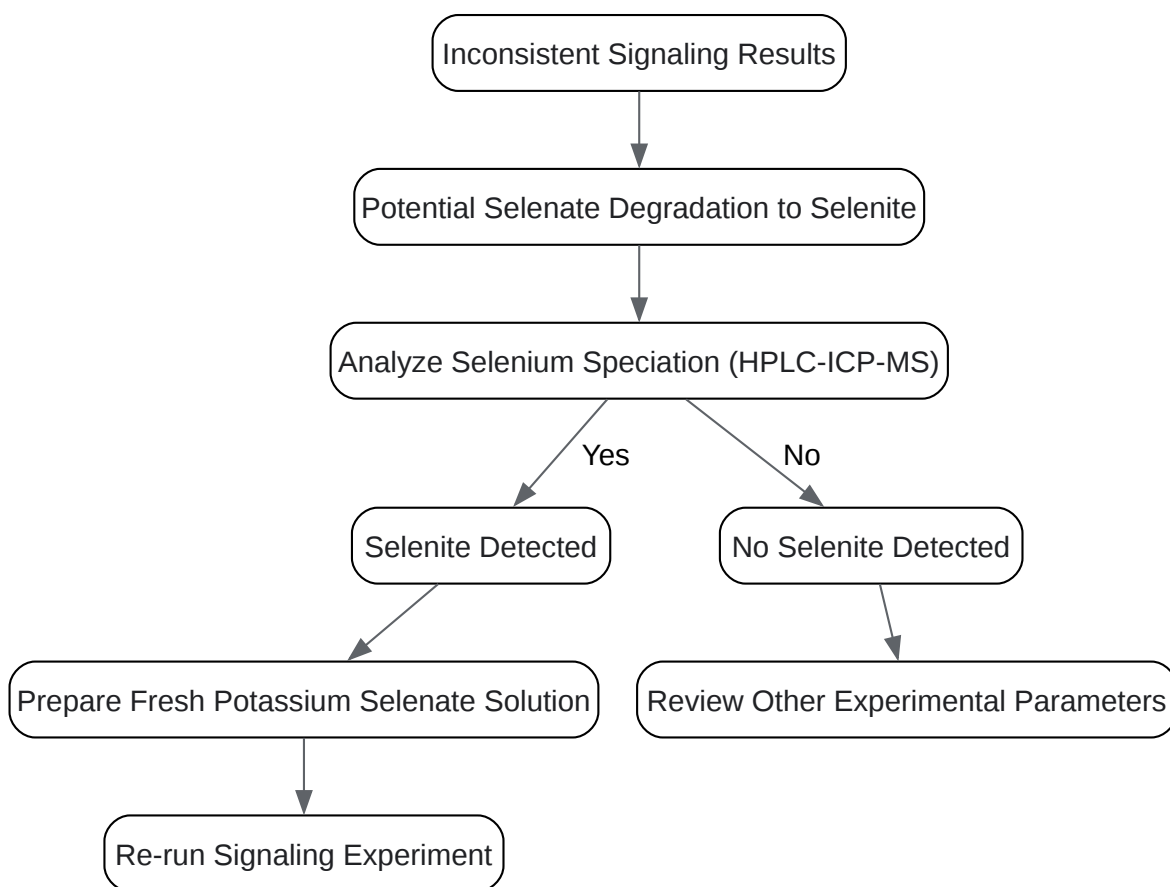 Inconsistent Signaling Results
Potential Selenate Degradation to Selenite
Analyze Selenium Speciation (HPLC-ICP-MS)
Yes
No
Selenite Detected
No Selenite Detected
Prepare Fresh Potassium Selenate Solution
Review Other Experimental Parameters
Re-run Signaling Experiment